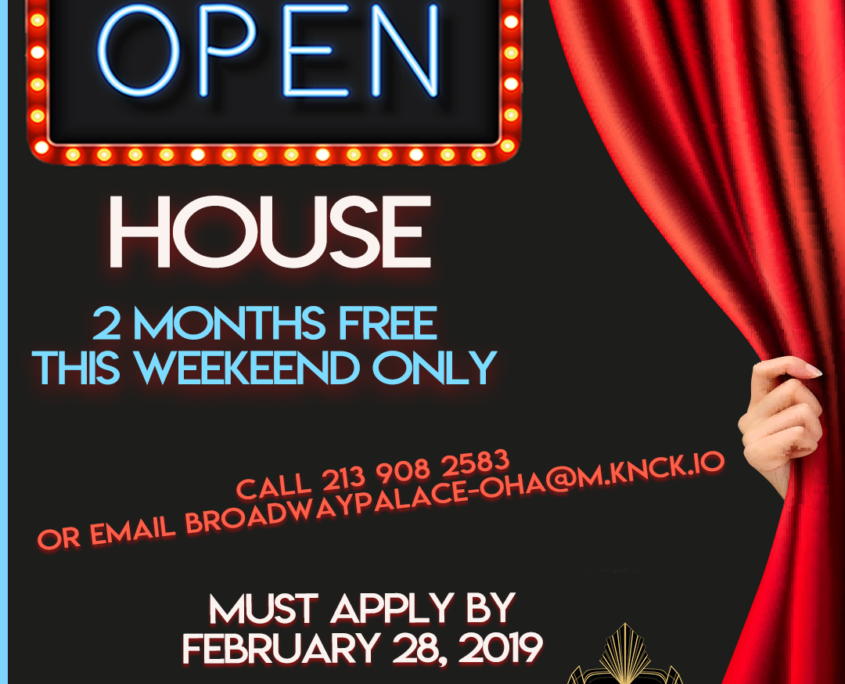 OPEN
HOUSE
2 MONTHS FREE
THIS WEEKEEND ONLY
CALL 213 908 2583
OR EMAIL BROADWAYPALACE-OHA@M.KNCK.IO
MUST APPLY BY
FEBRUARY 28, 2019